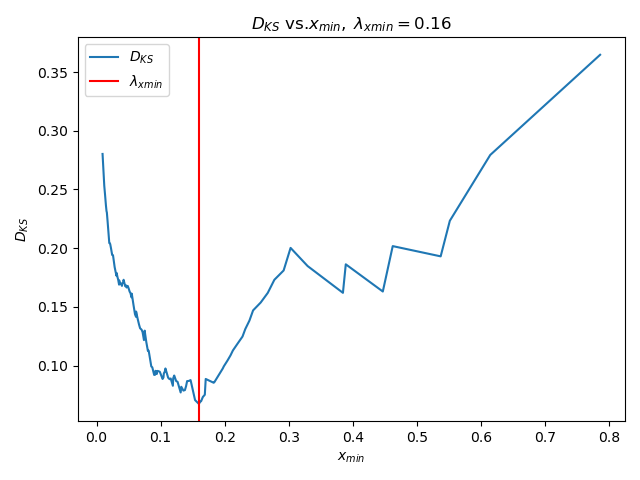 D_KS vs.x_min, λ_xmin = 0.16
D_KS
λ_xmin
0.35
0.30
0.25
0.20
0.15
0.10
D_KS
0.0 0.1 0.2 0.3 0.4 0.5 0.6 0.7 0.8
x_min